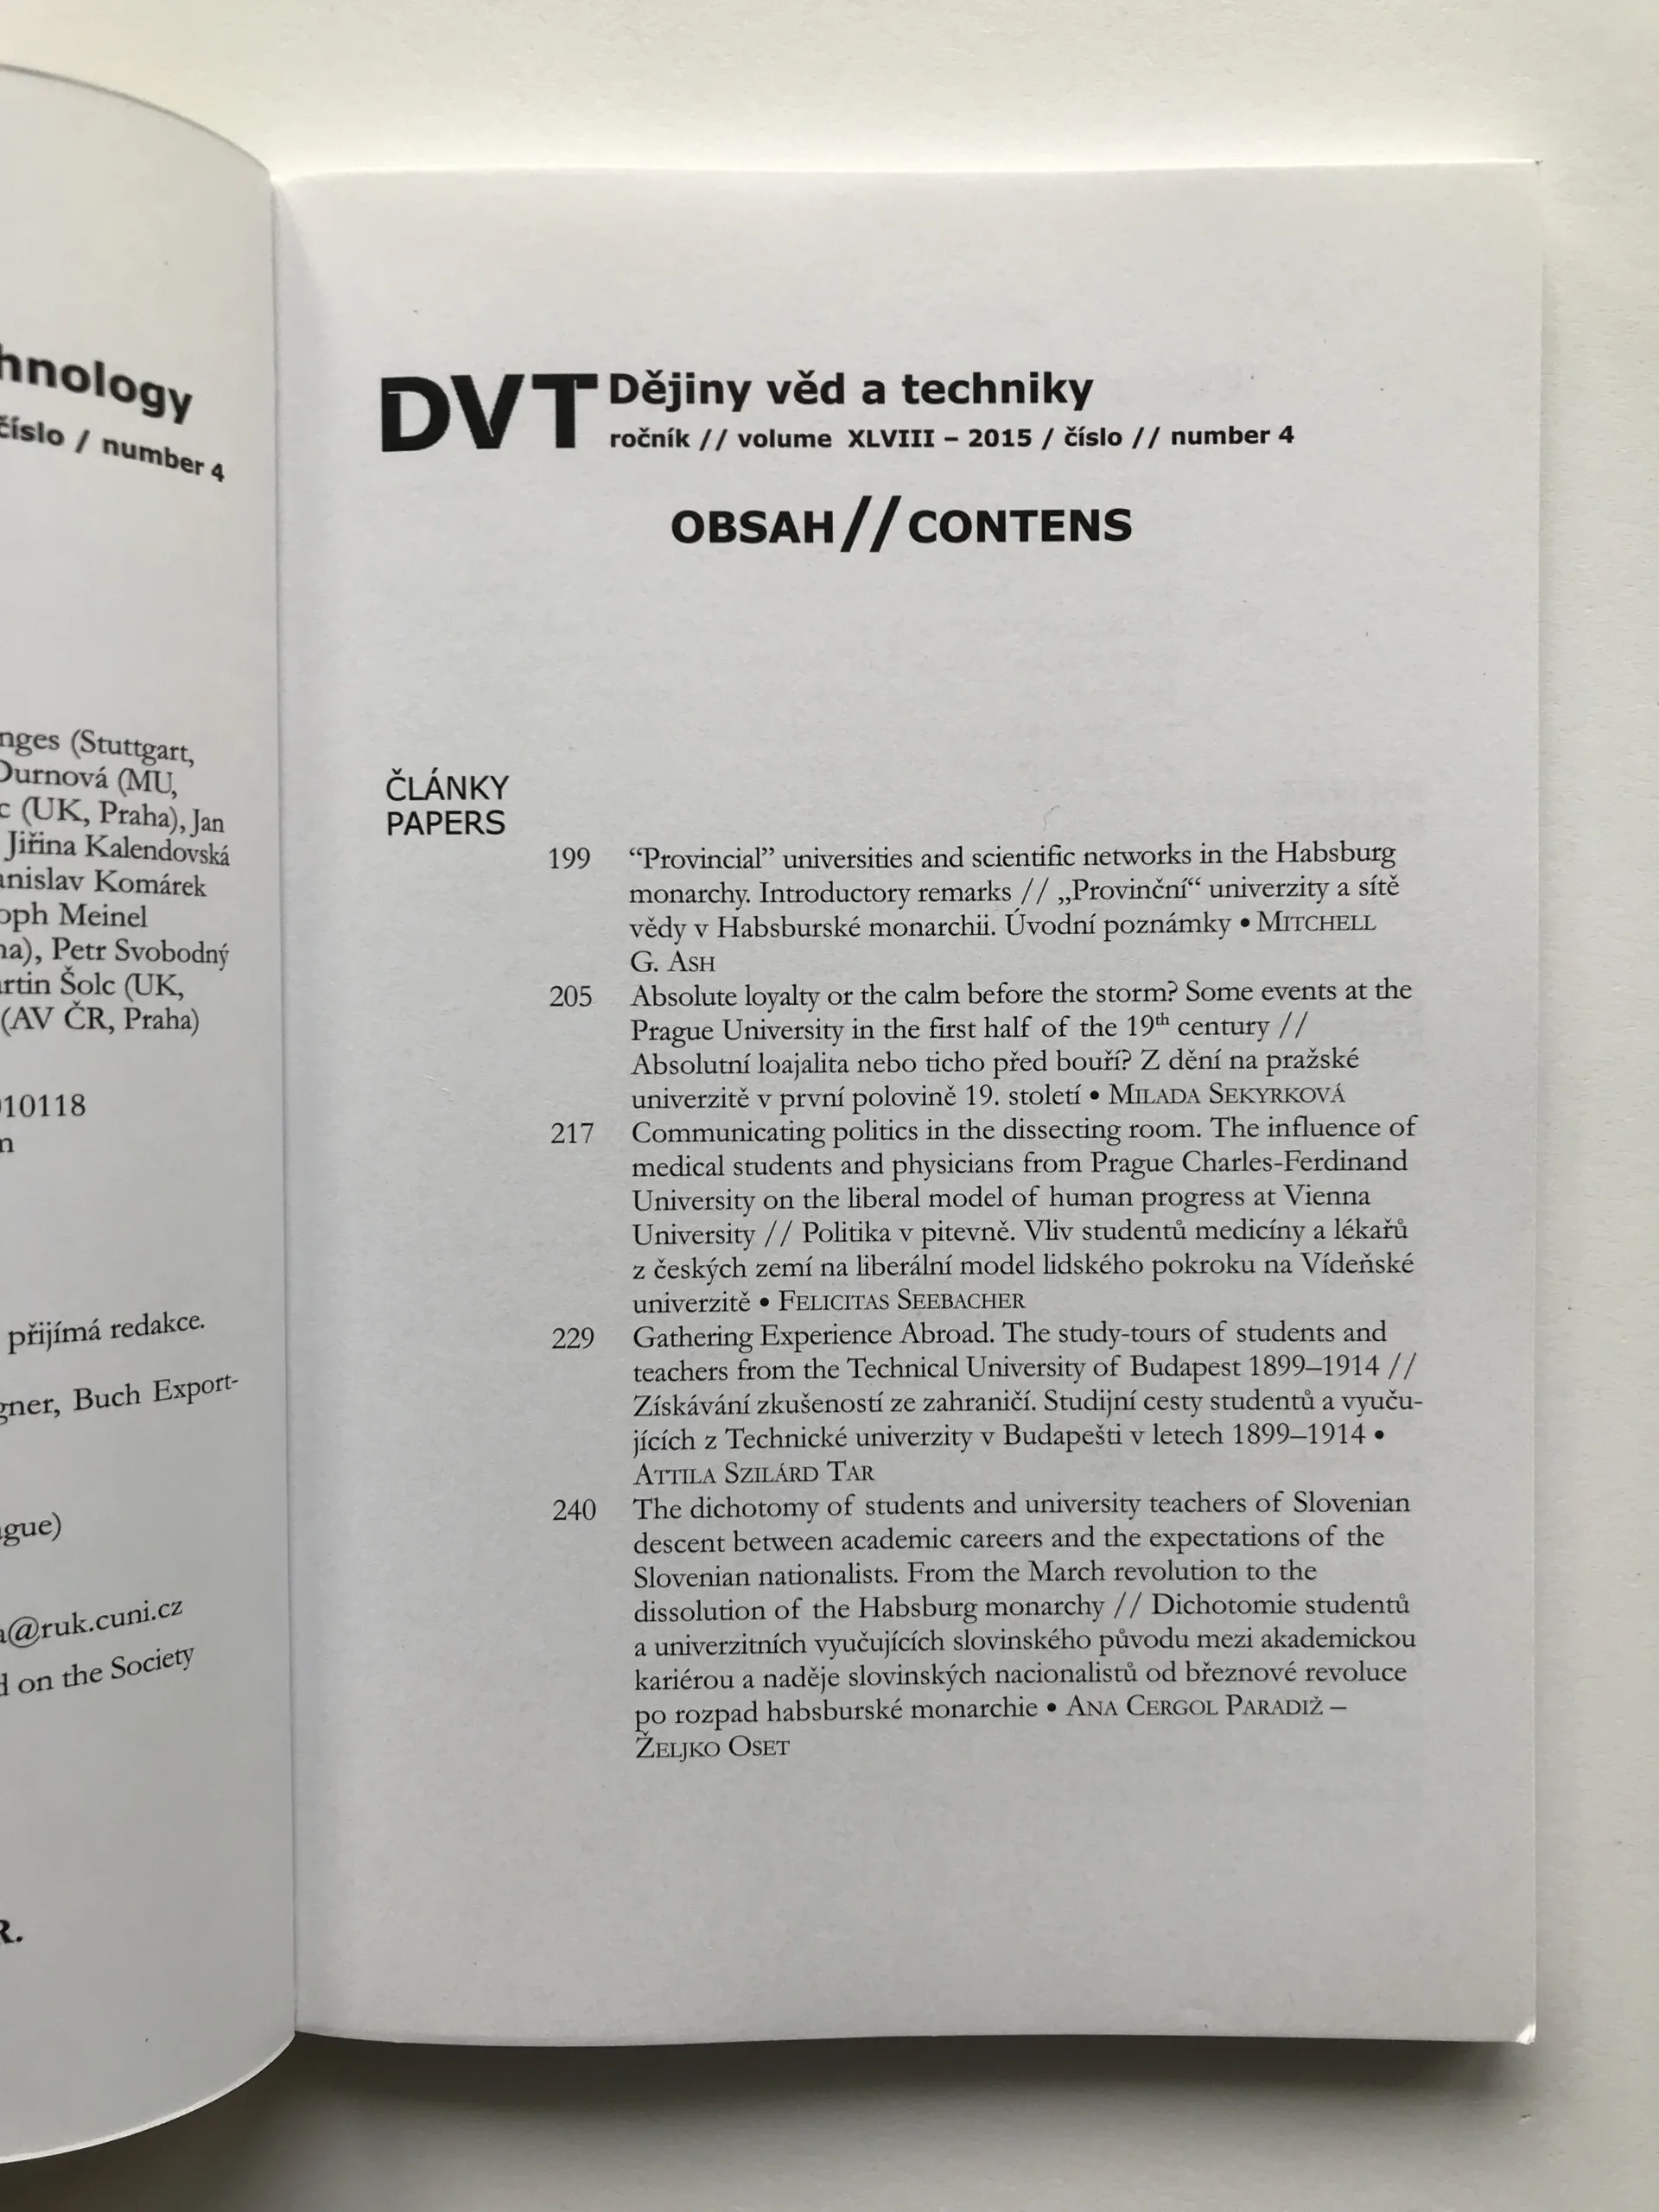 hnology
číslo / number 4
nges (Stuttgart,
Durnová (MU,
c (UK, Praha), Jan
Jiřina Kalendovská
anislav Komárek
oph Meinel
na), Petr Svobodný
artin Šolc (UK,
(AV ČR, Praha)
010118
n
přijímá redakce.
gner, Buch Export-
ague)
a@ruk.cuni.cz
d on the Society
R.
DVT Dějiny věd a techniky
ročník // volume XLVIII – 2015 / číslo // number 4
OBSAH // CONTENS
ČLÁNKY
PAPERS
199 “Provincial” universities and scientific networks in the Habsburg
monarchy. Introductory remarks // „Provinční“ univerzity a sítě
vědy v Habsburské monarchii. Úvodní poznámky • MITCHELL
G. ASH
205 Absolute loyalty or the calm before the storm? Some events at the
Prague University in the first half of the 19th century //
Absolutní loajalita nebo ticho před bouří? Z dění na pražské
univerzitě v první polovině 19. století • MILADA SEKYRKOVÁ
217 Communicating politics in the dissecting room. The influence of
medical students and physicians from Prague Charles-Ferdinand
University on the liberal model of human progress at Vienna
University // Politika v pitevně. Vliv studentů medicíny a lékařů
z českých zemí na liberální model lidského pokroku na Vídeňské
univerzitě • FELICITAS SEEBACHER
229 Gathering Experience Abroad. The study-tours of students and
teachers from the Technical University of Budapest 1899–1914 //
Získávání zkušeností ze zahraničí. Studijní cesty studentů a vyuču-
jících z Technické univerzity v Budapešti v letech 1899–1914 •
ATTILA SZILÁRD TAR
240 The dichotomy of students and university teachers of Slovenian
descent between academic careers and the expectations of the
Slovenian nationalists. From the March revolution to the
dissolution of the Habsburg monarchy // Dichotomie studentů
a univerzitních vyučujících slovinského původu mezi akademickou
kariérou a naděje slovinských nacionalistů od březnové revoluce
po rozpad habsburské monarchie • ANA CERGOL PARADIŽ –
ŽELJKO OSET